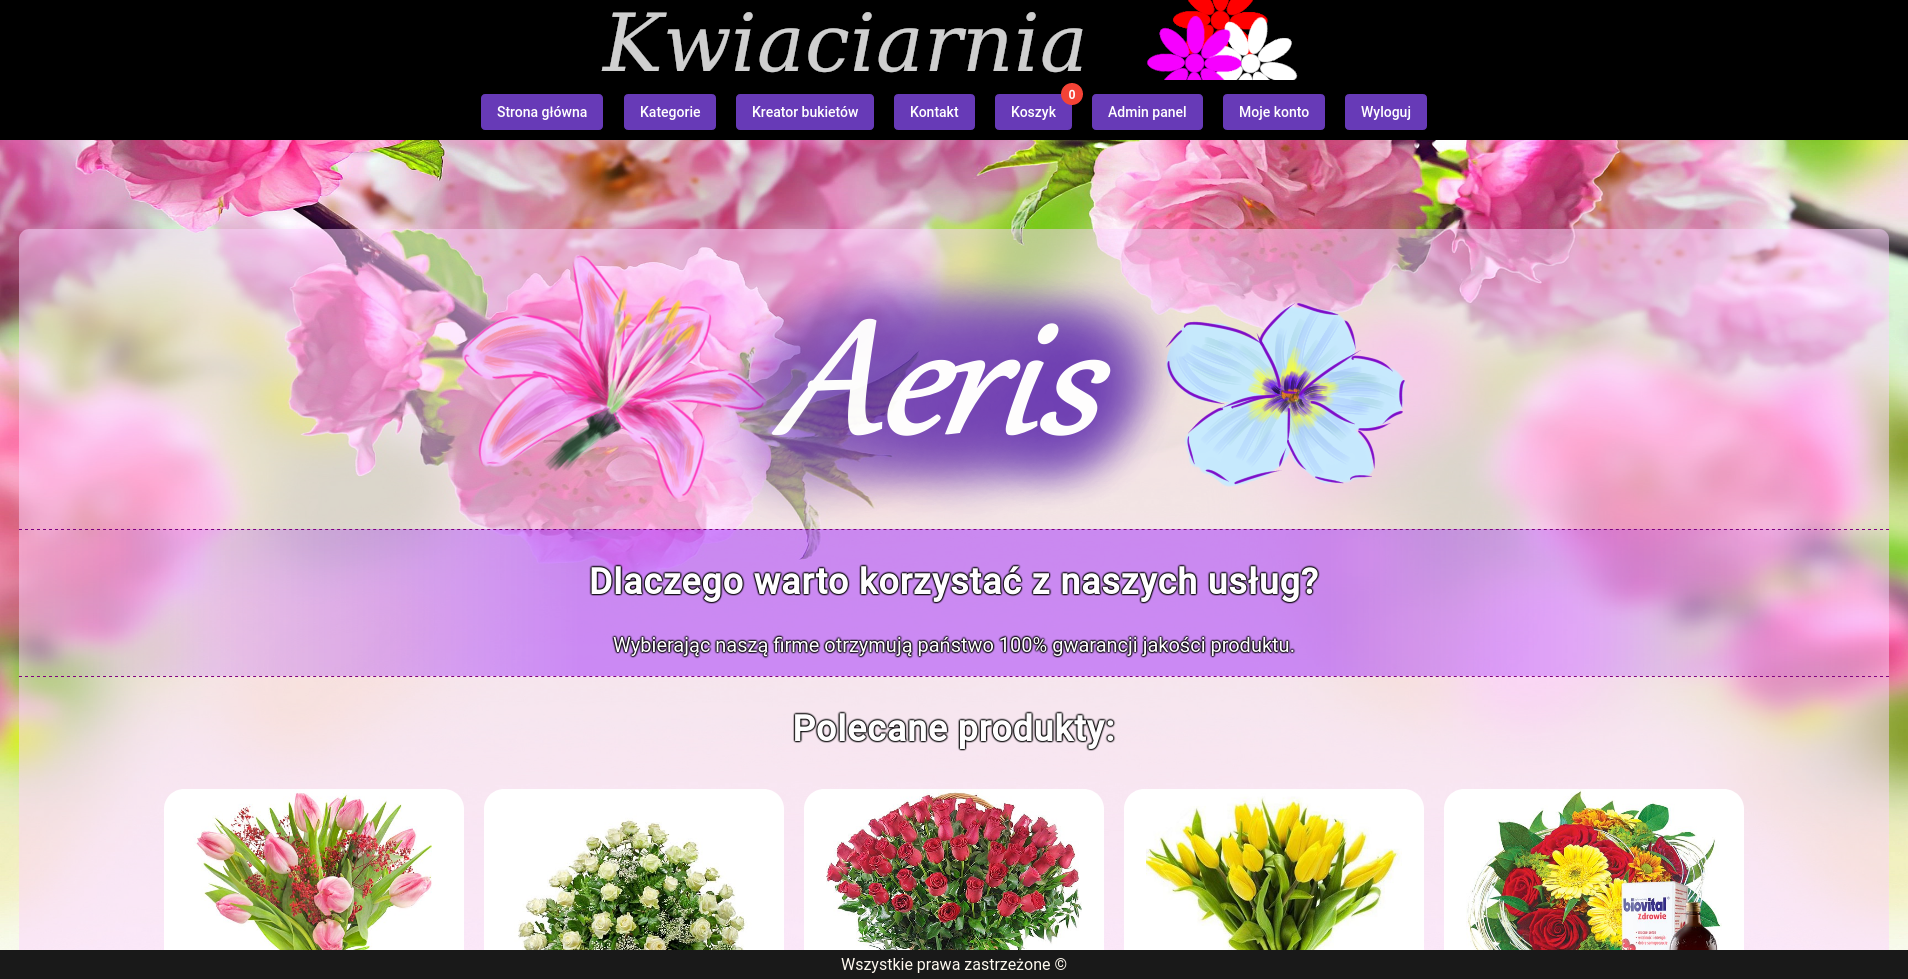 Kwiaciarnia
Strona główna Kategorie Kreator bukietów Kontakt Koszyk 0 Admin panel Moje konto Wyloguj
Aeris
Dlaczego warto korzystać z naszych usług?
Wybierając naszą firme otrzymują państwo 100% gwarancji jakości produktu.
Polecane produkty:
biovital
zdrowie
Wszystkie prawa zastrzeżone ©